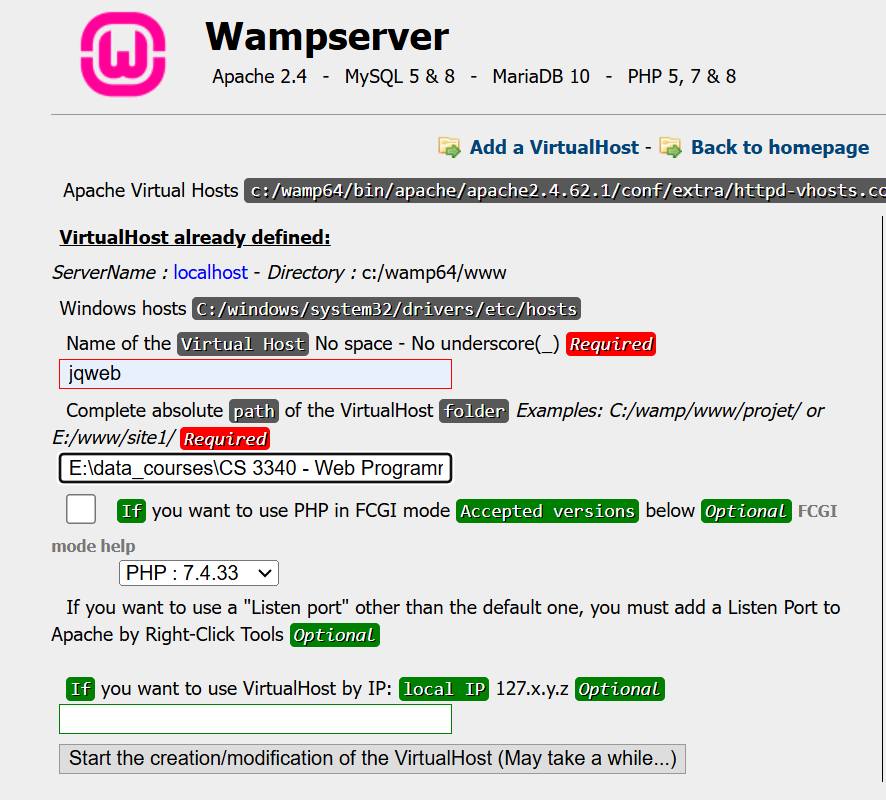 Wampserver
Apache 2.4 - MySQL 5 & 8 - MariaDB 10 - PHP 5, 7 & 8
Add a VirtualHost - Back to homepage
Apache Virtual Hosts c:/wamp64/bin/apache/apache2.4.62.1/conf/extra/httpd-vhosts.co
VirtualHost already defined:
ServerName : localhost - Directory : c:/wamp64/www
Windows hosts C:/windows/system32/drivers/etc/hosts
Name of the Virtual Host No space - No underscore(_) Required
jqweb
Complete absolute path of the VirtualHost folder Examples: C:/wamp/www/projet/ or
E:/www/site1/ Required
E:\data_courses\CS 3340 - Web Programm
If you want to use PHP in FCGI mode Accepted versions below Optional FCGI
mode help
PHP : 7.4.33
If you want to use a "Listen port" other than the default one, you must add a Listen Port to
Apache by Right-Click Tools Optional
If you want to use VirtualHost by IP: local IP 127.x.y.z Optional
Start the creation/modification of the VirtualHost (May take a while...)